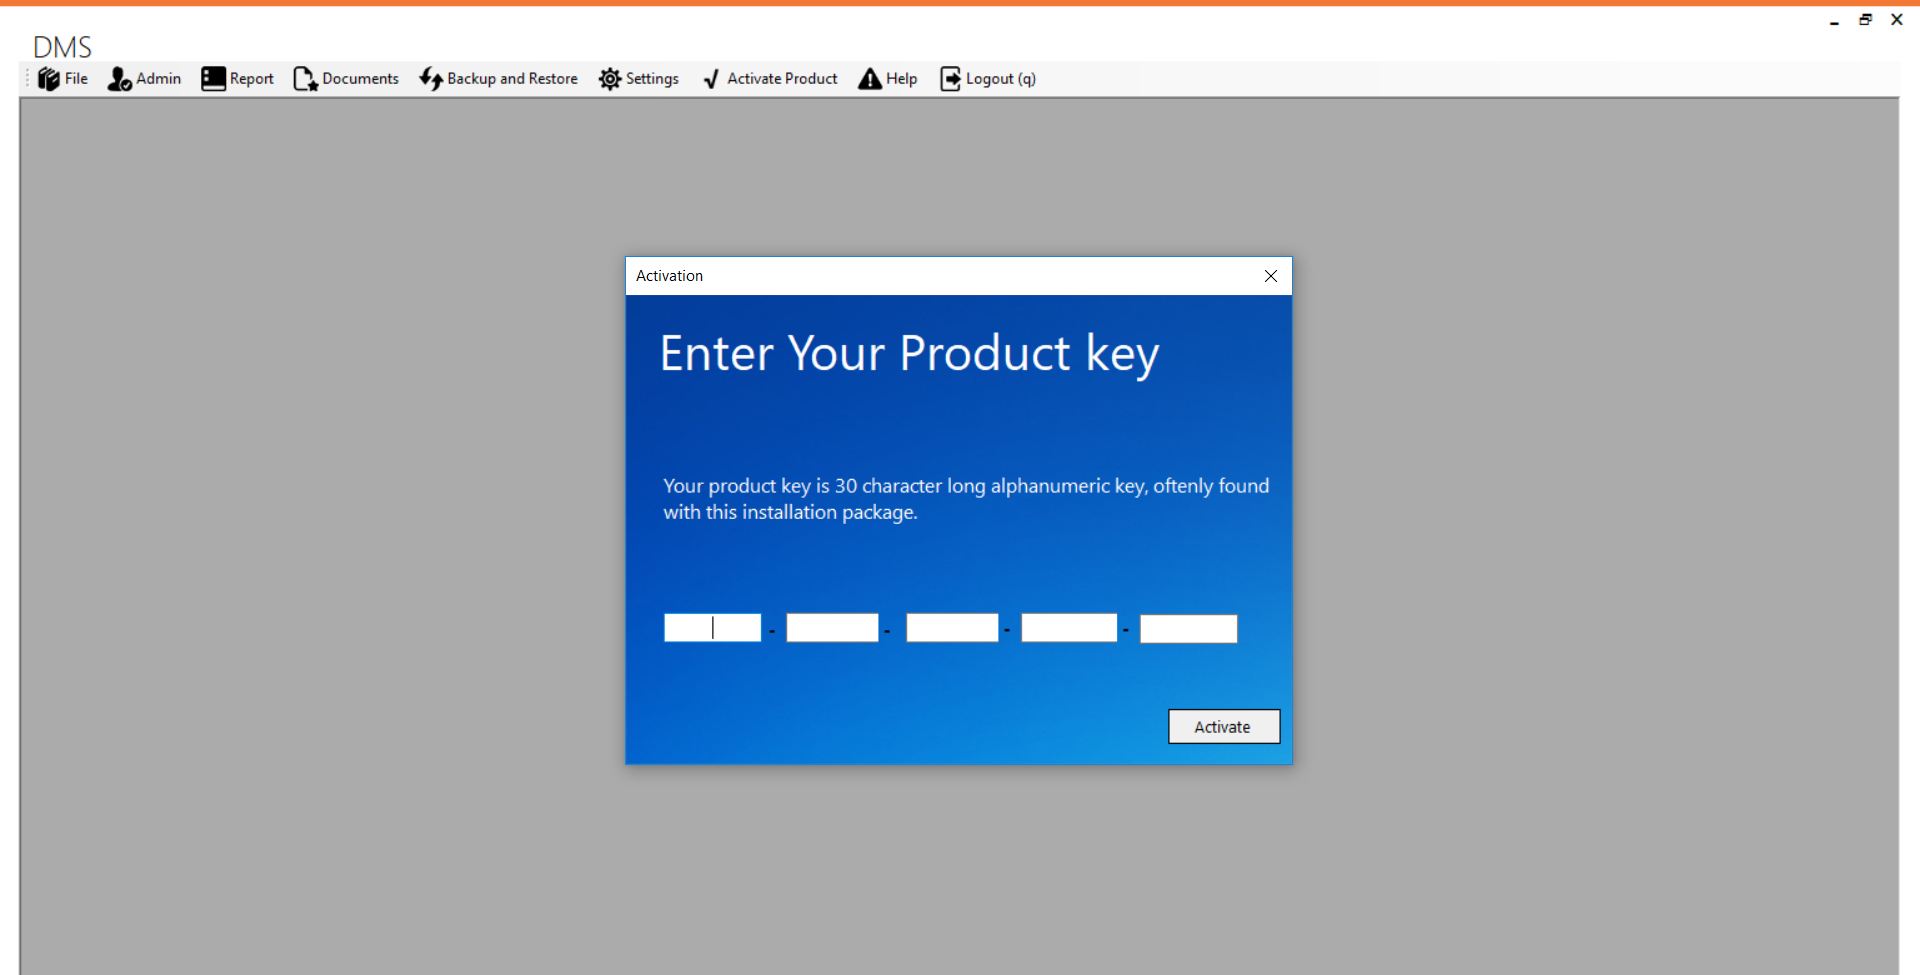 DMS
File Admin Report Documents Backup and Restore Settings Activate Product Help Logout (q)
Activation
Enter Your Product key
Your product key is 30 character long alphanumeric key, oftenly found
with this installation package.
- - - -
Activate